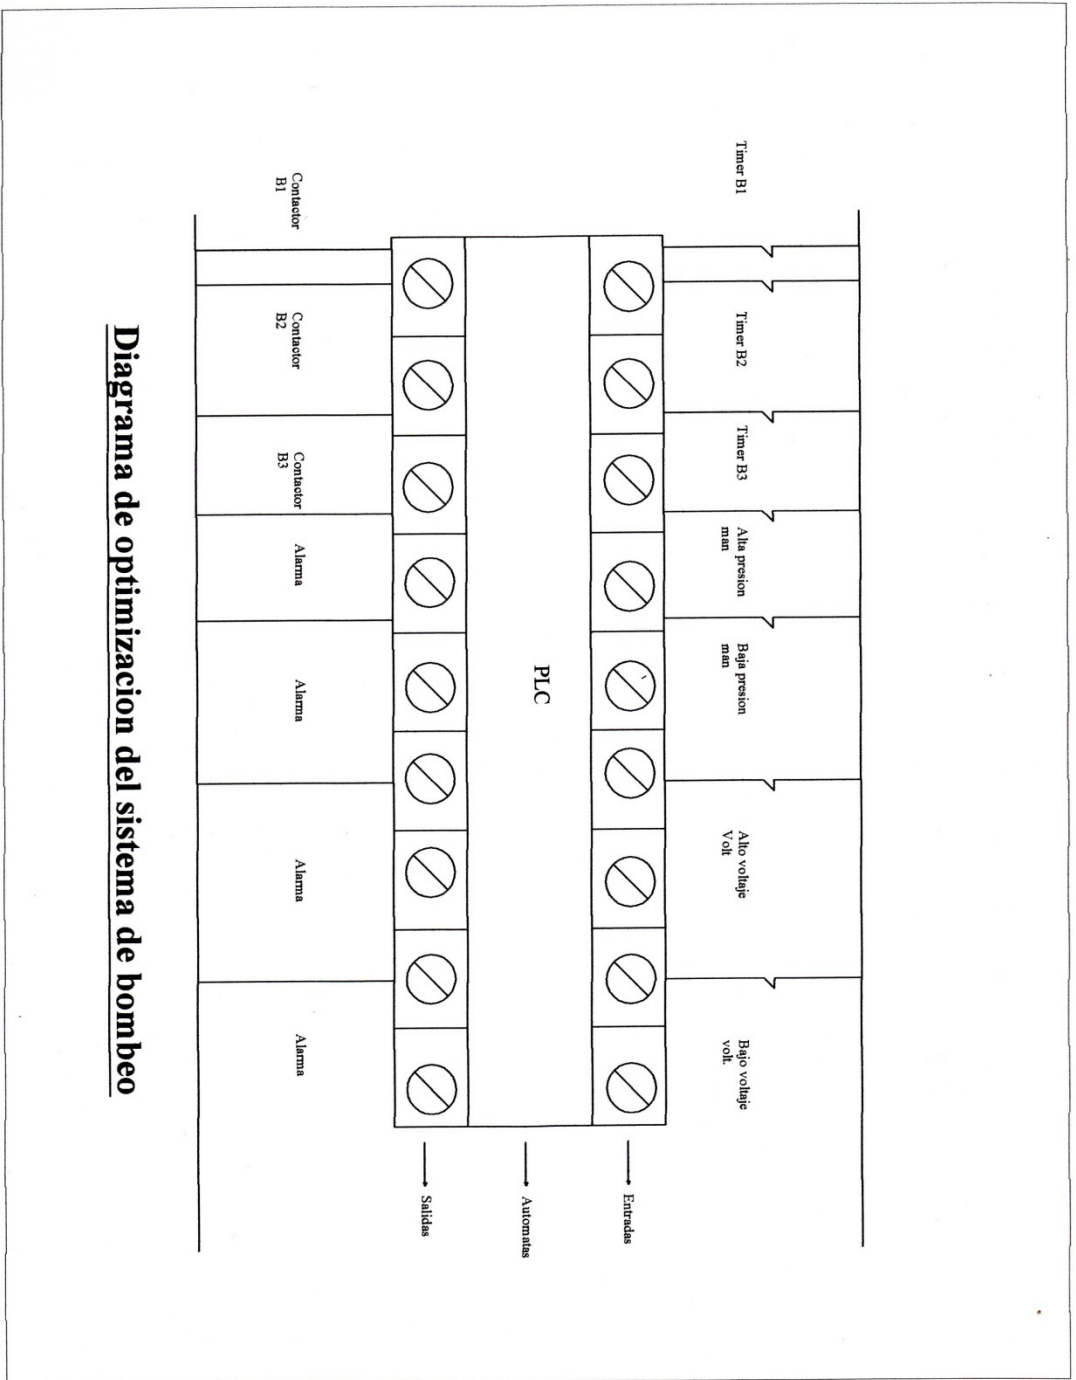 Timer B1
Timer B2
Timer B3
Alta presion
man
Baja presion
man
Alto voltaje
Volt
Bajo voltaje
volt.
Entradas
PLC
Automatas
Salidas
Contactor
B1
Contactor
B2
Contactor
B3
Alarma
Alarma
Alarma
Alarma
Diagrama de optimizacion del sistema de bombeo